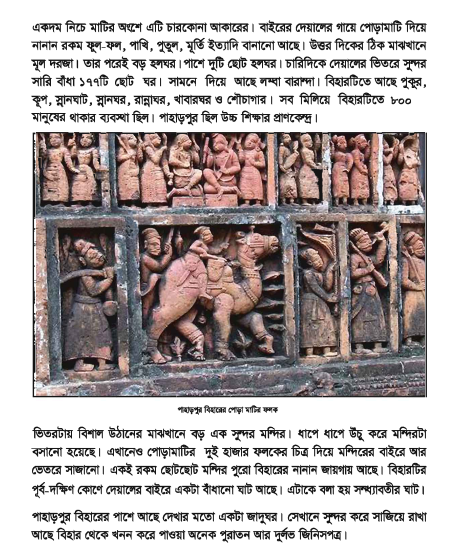 একদম নিচে মাটির অংশে এটি চারকোনা আকারের। বাইরের দেয়ালের গায়ে পোড়ামাটি দিয়ে
নানান রকম ফুল-ফল, পাখি, পুতুল, মূর্তি ইত্যাদি বানানো আছে। উত্তর দিকের ঠিক মাঝখানে
মূল দরজা। তার পরেই বড় হলঘর। পাশে দুটি ছোট হলঘর। চারিদিকে দেয়ালের ভিতরে সুন্দর
সারি বাঁধা ১৭৭টি ছোট ঘর। সামনে দিয়ে আছে লম্বা বারান্দা। বিহারটিতে আছে পুকুর,
কূপ, স্নানঘাট, স্নানঘর, রান্নাঘর, খাবারঘর ও শৌচাগার। সব মিলিয়ে বিহারটিতে ৮০০
মানুষের থাকার ব্যবস্থা ছিল। পাহাড়পুর ছিল উচ্চ শিক্ষার প্রাণকেন্দ্র।
পাহাড়পুর বিহারের পোড়া মাটির ফলক
ভিতরটায় বিশাল উঠানের মাঝখানে বড় এক সুন্দর মন্দির। ধাপে ধাপে উঁচু করে মন্দিরটা
বসানো হয়েছে। এখানেও পোড়ামাটির দুই হাজার ফলকের চিত্র দিয়ে মন্দিরের বাইরে আর
ভেতরে সাজানো। একই রকম ছোটছোট মন্দির পুরো বিহারের নানান জায়গায় আছে। বিহারটির
পূর্ব-দক্ষিণ কোণে দেয়ালের বাইরে একটা বাঁধানো ঘাট আছে। এটাকে বলা হয় সন্ধ্যাবতীর ঘাট।
পাহাড়পুর বিহারের পাশে আছে দেখার মতো একটা জাদুঘর। সেখানে সুন্দর করে সাজিয়ে রাখা
আছে বিহার থেকে খনন করে পাওয়া অনেক পুরাতন আর দুর্লভ জিনিসপত্র।